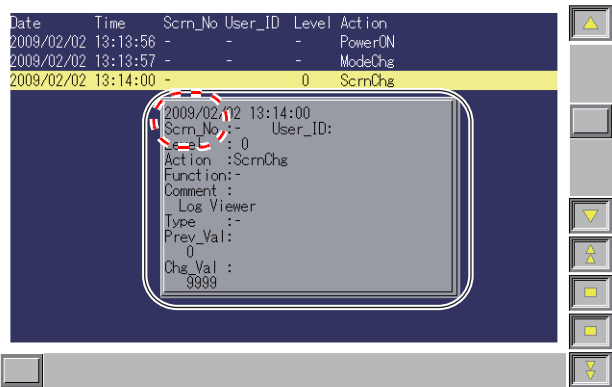 Date Time Scrn_No User_ID Level Action
2009/02/02 13:13:56 - - - PowerON
2009/02/02 13:13:57 - - - ModeChg
2009/02/02 13:14:00 - 0 ScrnChg
2009/02/02 13:14:00
Scrn_No :- User_ID:
Level : 0
Action :ScrnChg
Function:-
Comment :
Log Viewer
Type :-
Prev_Val:
0
Chg_Val :
9999